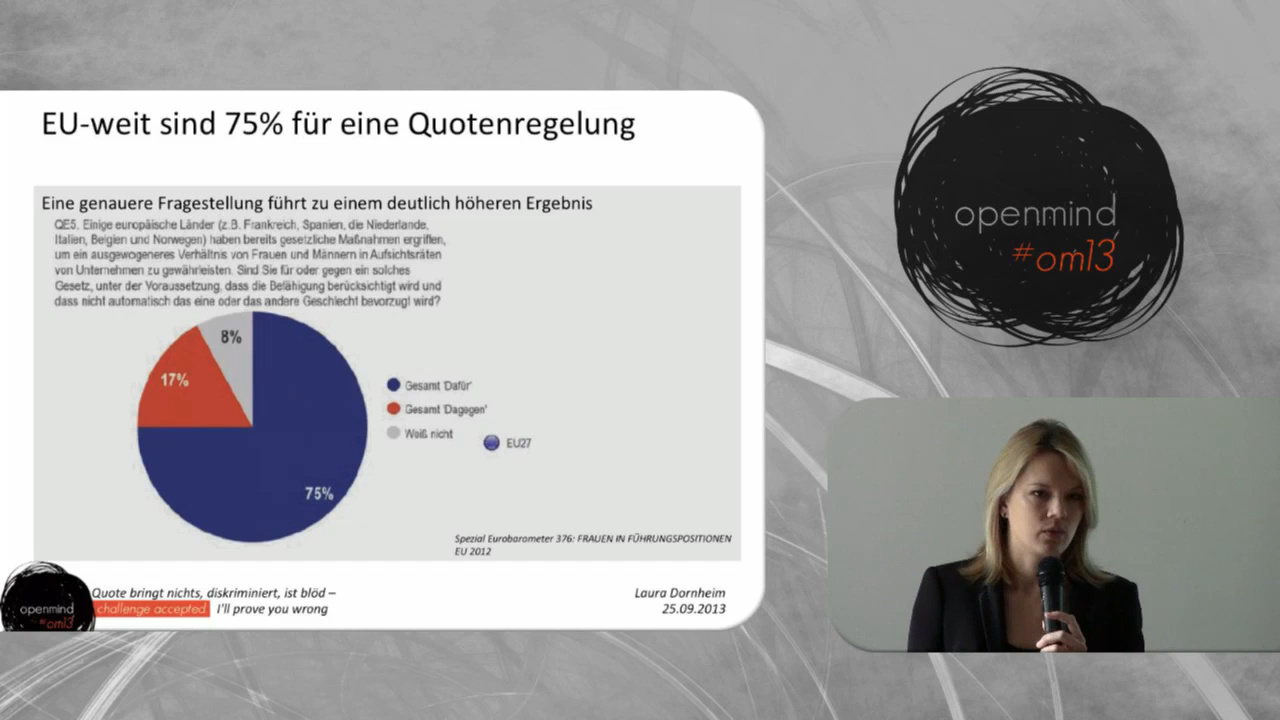 EU-weit sind 75% für eine Quotenregelung
Eine genauere Fragestellung führt zu einem deutlich höheren Ergebnis
QE5. Einige europäische Länder (z.B. Frankreich, Spanien, die Niederlande,
Italien, Belgien und Norwegen) haben bereits gesetzliche Maßnahmen ergriffen,
um ein ausgewogeneres Verhältnis von Frauen und Männern in Aufsichtsräten
von Unternehmen zu gewährleisten. Sind Sie für oder gegen ein solches
Gesetz, unter der Voraussetzung, dass die Befähigung berücksichtigt wird und
dass nicht automatisch das eine oder das andere Geschlecht bevorzugt wird?
8%
17%
75%
Gesamt 'Dafür'
Gesamt 'Dagegen'
Weiß nicht
EU27
Spezial Eurobarometer 376: FRAUEN IN FÜHRUNGSPOSITIONEN
EU 2012
openmind
#om13
Quote bringt nichts, diskriminiert, ist blöd –
challenge accepted I'll prove you wrong
Laura Dornheim
25.09.2013
openmind
#om13